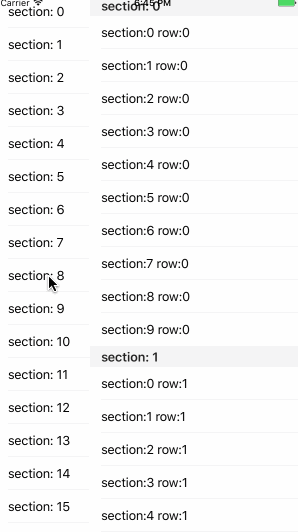 Carrier 6:45 PM
section: 0
section: 1
section: 2
section: 3
section: 4
section: 5
section: 6
section: 7
section: 8
section: 9
section: 10
section: 11
section: 12
section: 13
section: 14
section: 15
section: 0
section:0 row:0
section:1 row:0
section:2 row:0
section:3 row:0
section:4 row:0
section:5 row:0
section:6 row:0
section:7 row:0
section:8 row:0
section:9 row:0
section: 1
section:0 row:1
section:1 row:1
section:2 row:1
section:3 row:1
section:4 row:1